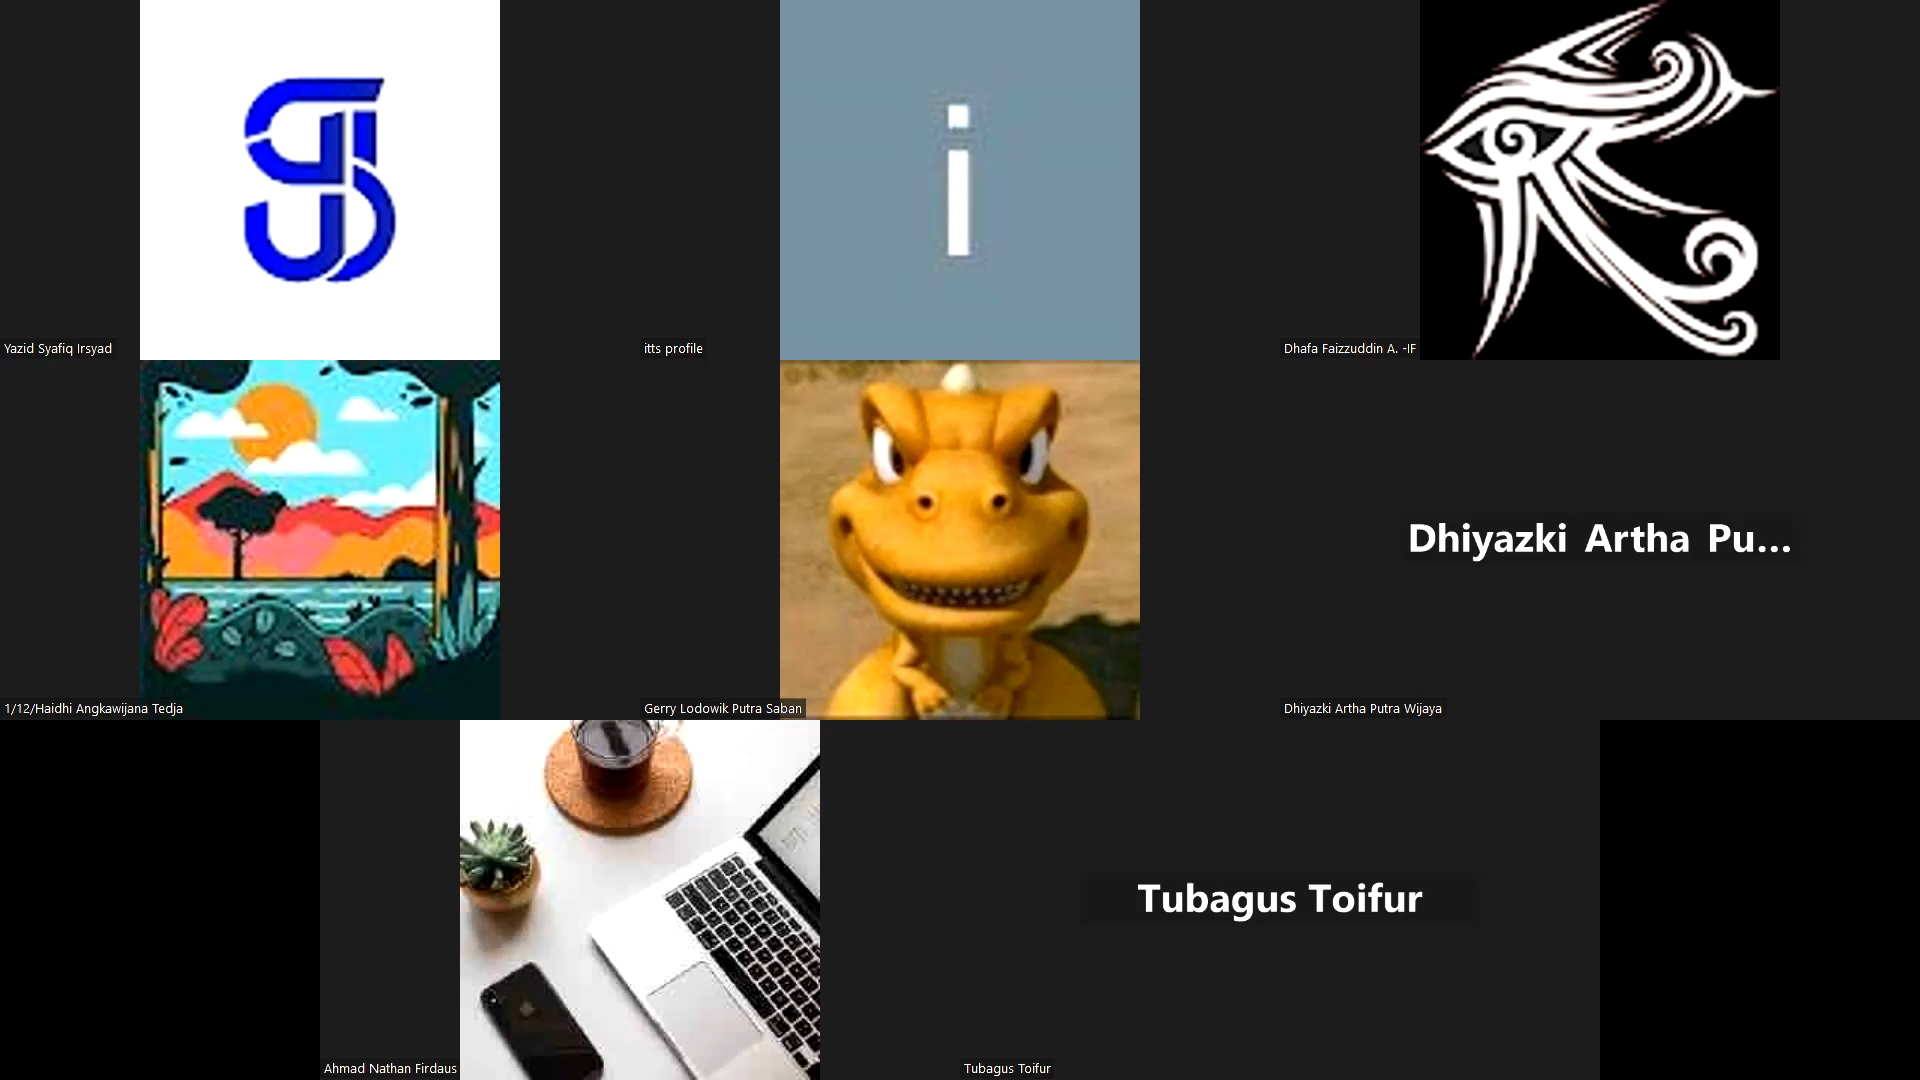 i
Yazid Syafiq Irsyad
itts profile
Dhafa Faizzuddin A. -IF
Dhiyazki Artha Pu...
1/12/Haidhi Angkawijana Tedja
Gerry Lodowik Putra Saban
Dhiyazki Artha Putra Wijaya
Tubagus Toifur
Ahmad Nathan Firdaus
Tubagus Toifur